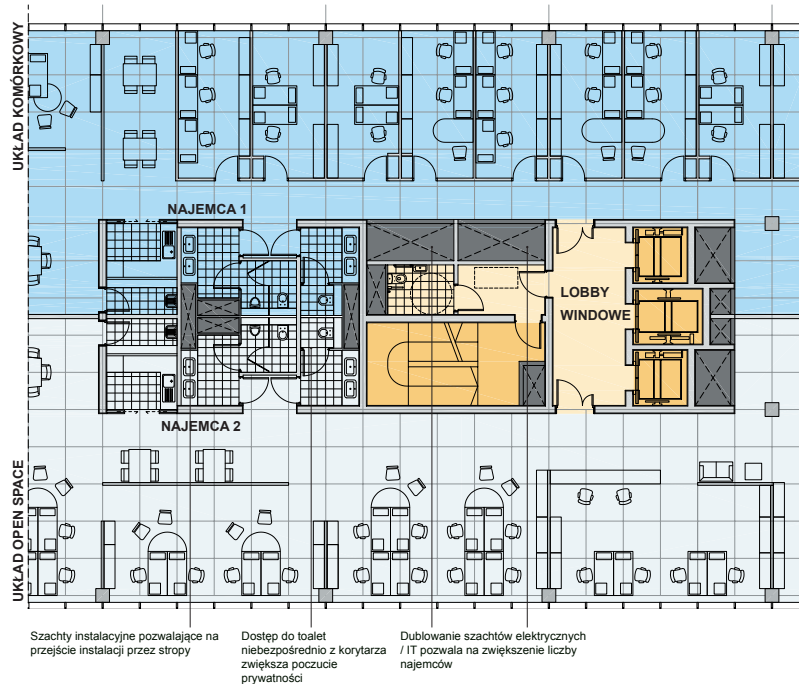 UKŁAD KOMÓRKOWY
NAJEMCA 1
LOBBY
WINDOWE
NAJEMCA 2
UKŁAD OPEN SPACE
Szachty instalacyjne pozwalające na
przejście instalacji przez stropy
Dostęp do toalet
niebezpośrednio z korytarza
zwiększa poczucie
prywatności
Dublowanie szachtów elektrycznych
/ IT pozwala na zwiększenie liczby
najemców